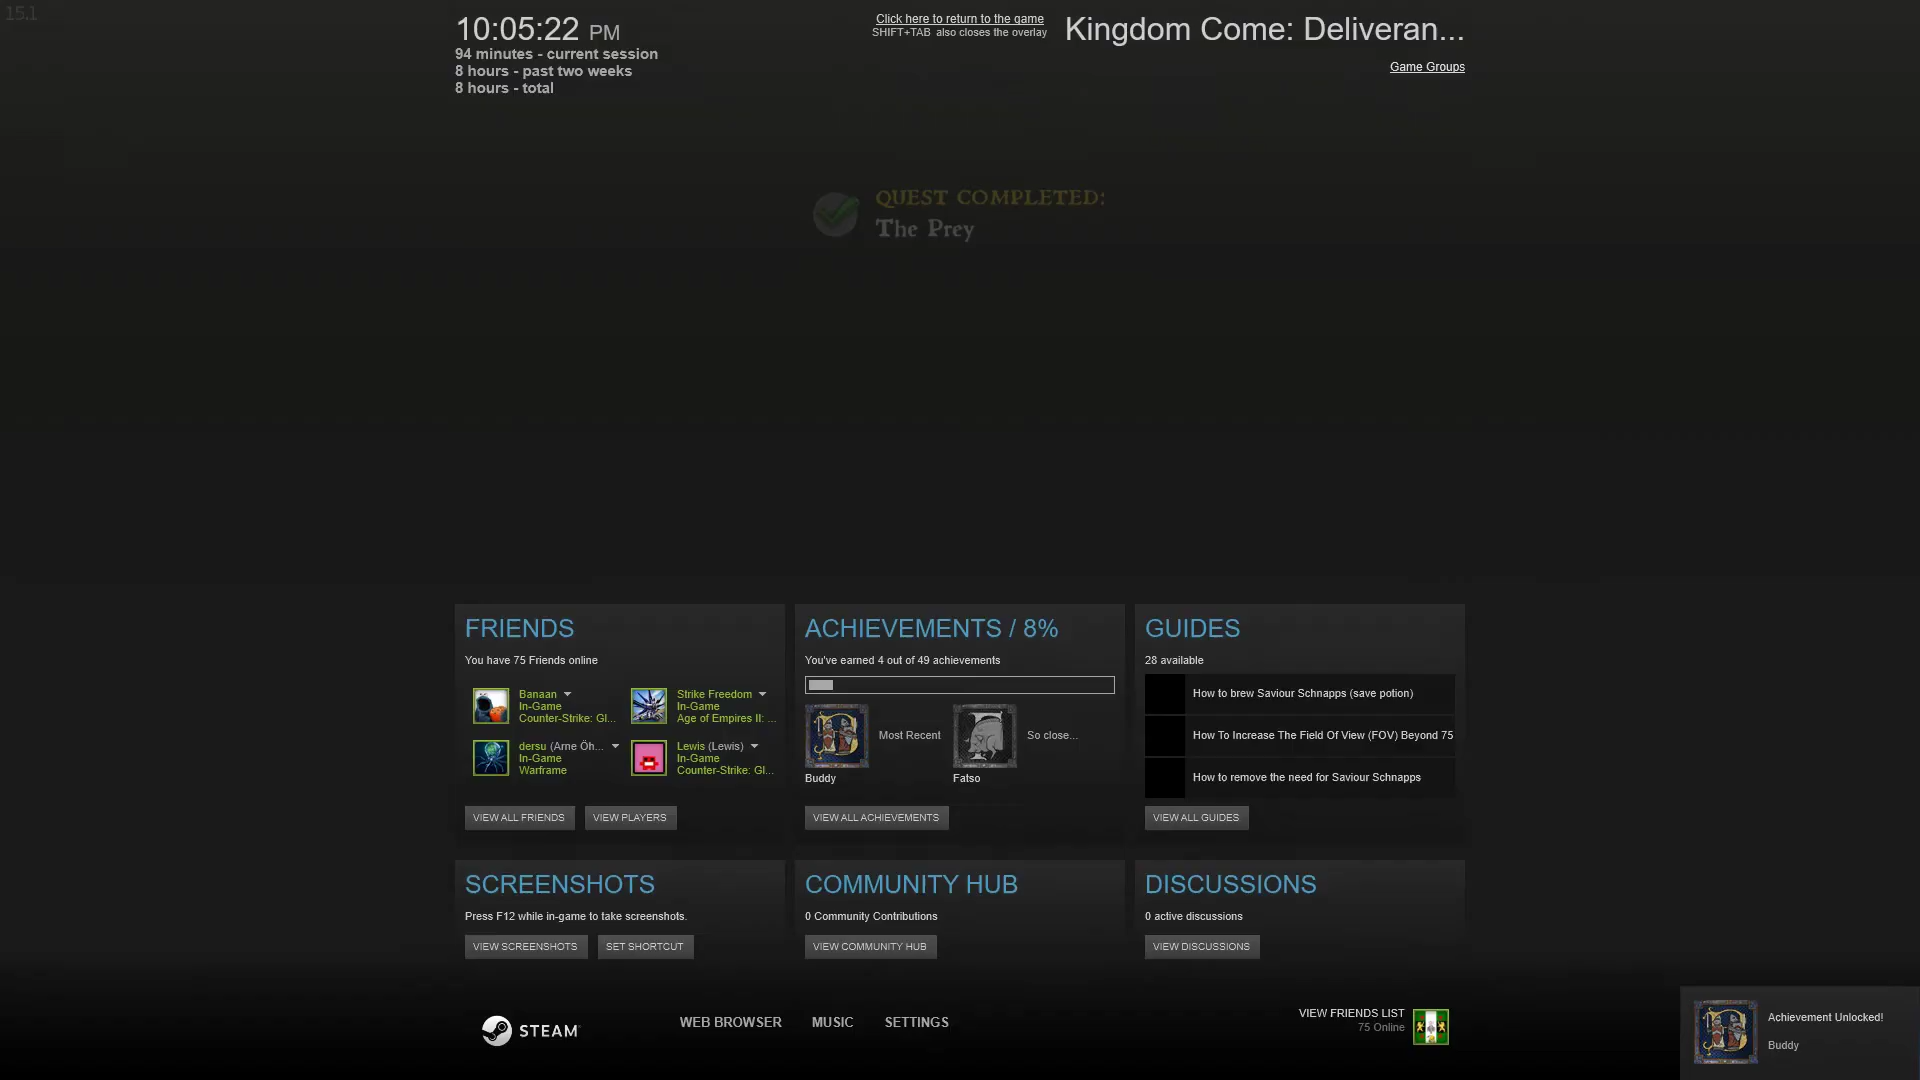 15.1
10:05:22 PM
94 minutes - current session
8 hours - past two weeks
8 hours - total
Click here to return to the game
SHIFT+TAB also closes the overlay
Kingdom Come: Deliveran...
Game Groups
QUEST COMPLETED:
The Prey
FRIENDS
You have 75 Friends online
Banaan
In-Game
Counter-Strike: Gl...
Strike Freedom
In-Game
Age of Empires II: ...
dersu (Arne Öh...
In-Game
Warframe
Lewis (Lewis)
In-Game
Counter-Strike: Gl...
VIEW ALL FRIENDS
VIEW PLAYERS
ACHIEVEMENTS / 8%
You've earned 4 out of 49 achievements
Most Recent
Buddy
So close...
Fatso
VIEW ALL ACHIEVEMENTS
GUIDES
28 available
How to brew Saviour Schnapps (save potion)
How To Increase The Field Of View (FOV) Beyond 75
How to remove the need for Saviour Schnapps
VIEW ALL GUIDES
SCREENSHOTS
Press F12 while in-game to take screenshots.
VIEW SCREENSHOTS
SET SHORTCUT
COMMUNITY HUB
0 Community Contributions
VIEW COMMUNITY HUB
DISCUSSIONS
0 active discussions
VIEW DISCUSSIONS
STEAM
WEB BROWSER
MUSIC
SETTINGS
VIEW FRIENDS LIST
75 Online
Achievement Unlocked!
Buddy